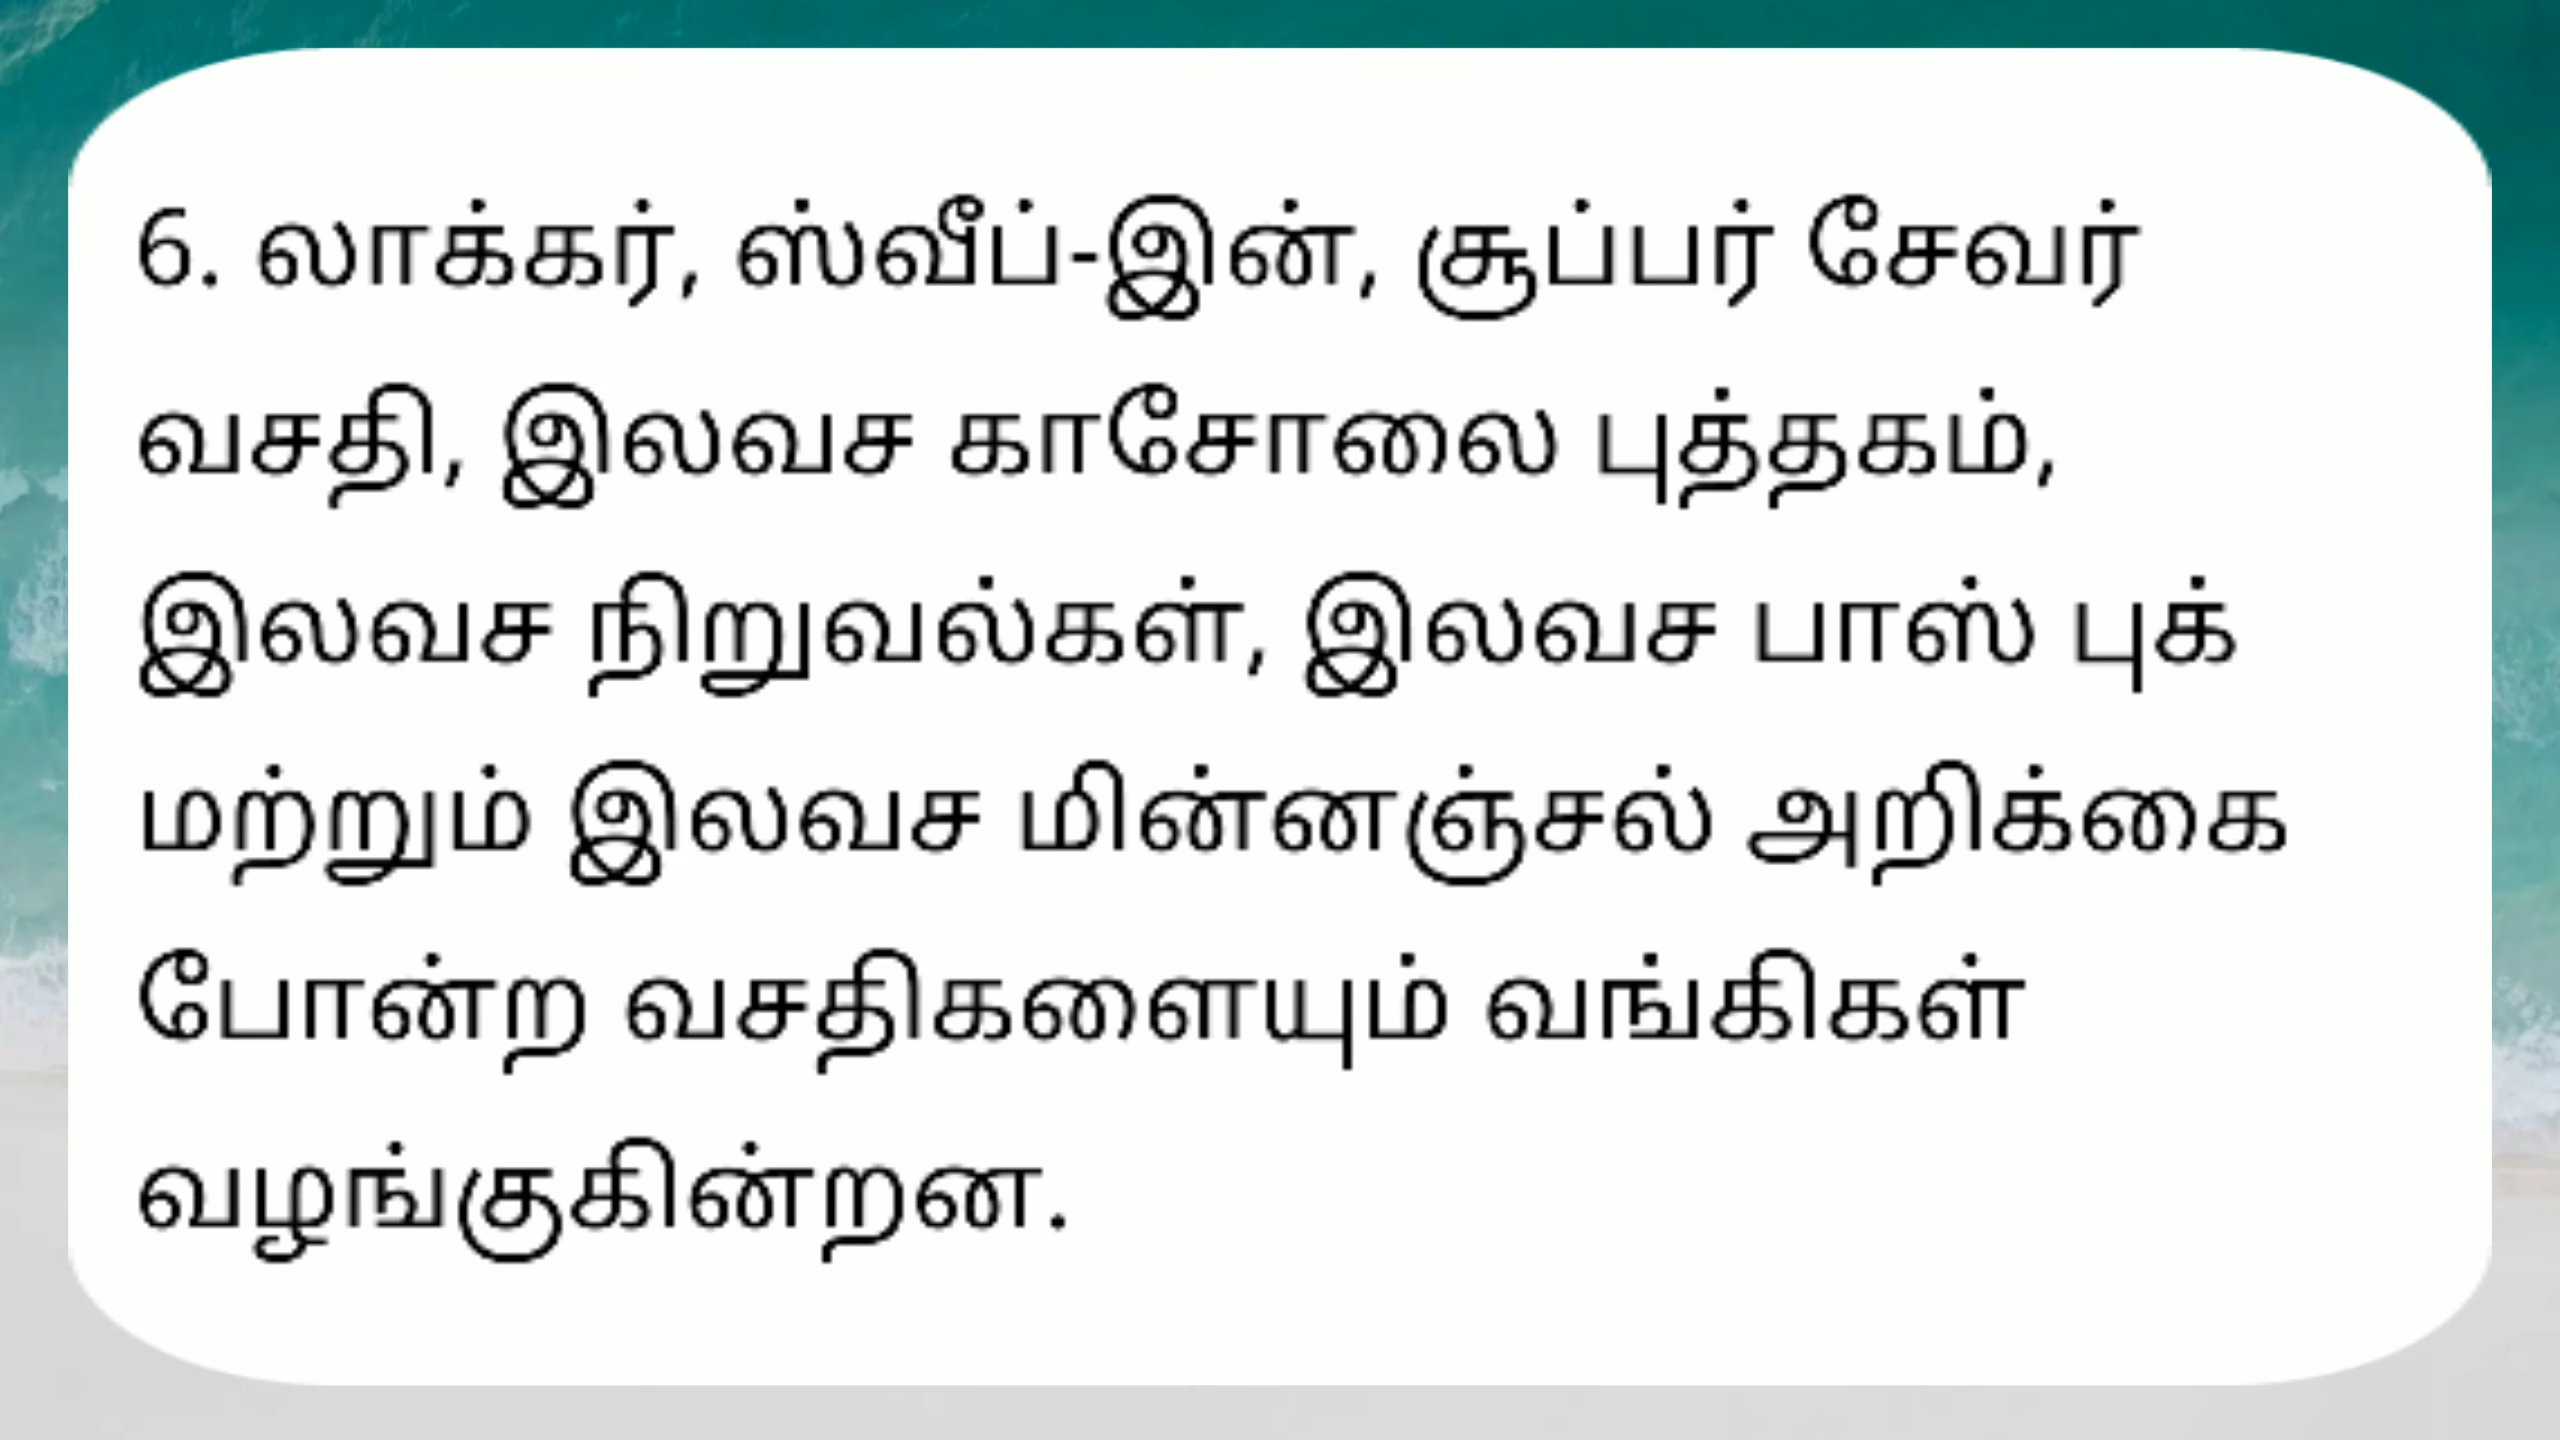 6. லாக்கர், ஸ்வீப்-இன், சூப்பர் சேவர்
வசதி, இலவச காசோலை புத்தகம்,
இலவச நிறுவல்கள், இலவச பாஸ் புக்
மற்றும் இலவச மின்னஞ்சல் அறிக்கை
போன்ற வசதிகளையும் வங்கிகள்
வழங்குகின்றன.